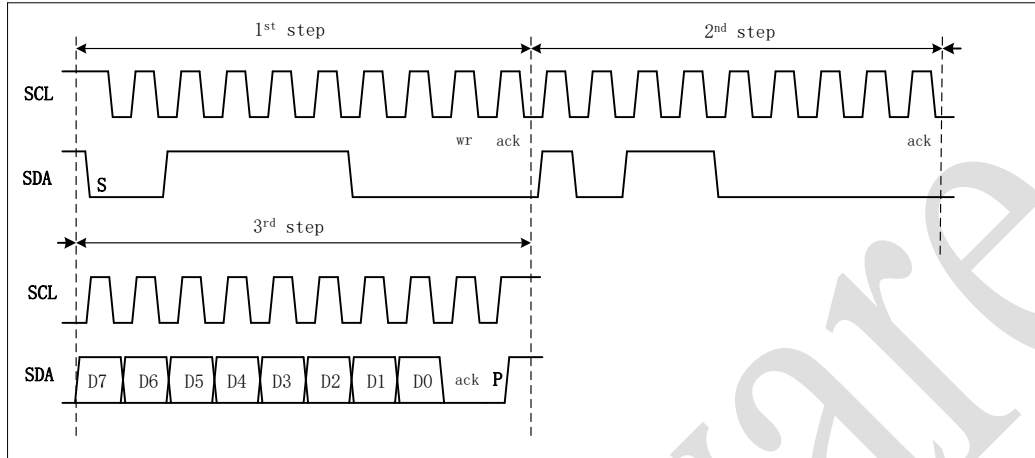 1st step 2nd step
SCL
wr ack ack
SDA S
3rd step
SCL
SDA D7 D6 D5 D4 D3 D2 D1 D0 ack P
are